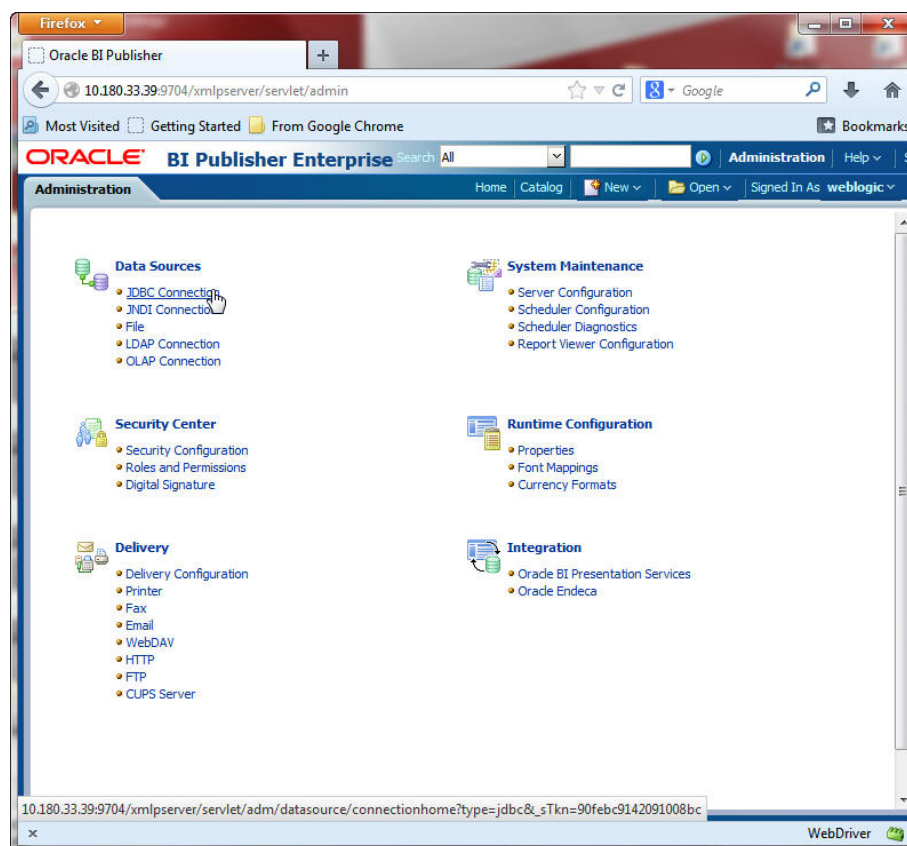 Firefox
Oracle BI Publisher
+
10.180.33.39:9704/xmlpserver/servlet/admin
8 Google
Most Visited Getting Started From Google Chrome Bookmarks
ORACLE BI Publisher Enterprise Search All Administration Help
Administration Home Catalog New Open Signed In As weblogic
Data Sources
JDBC Connection
JNDI Connection
File
LDAP Connection
OLAP Connection
System Maintenance
Server Configuration
Scheduler Configuration
Scheduler Diagnostics
Report Viewer Configuration
Security Center
Security Configuration
Roles and Permissions
Digital Signature
Runtime Configuration
Properties
Font Mappings
Currency Formats
Delivery
Delivery Configuration
Printer
Fax
Email
WebDAV
HTTP
FTP
CUPS Server
Integration
Oracle BI Presentation Services
Oracle Endeca
10.180.33.39:9704/xmlpserver/servlet/adm/datasource/connectionhome?type=jdbc&_sTkn=90febc9142091008bc
x WebDriver